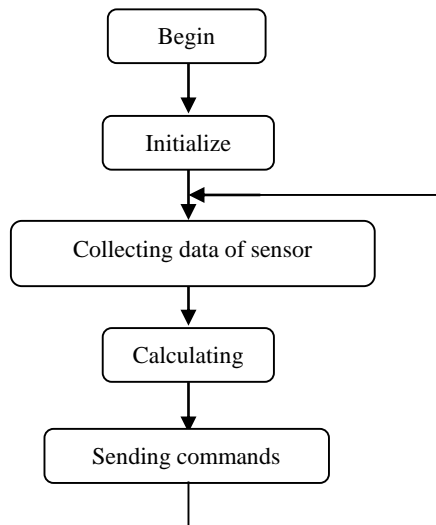 Begin
Initialize
Collecting data of sensor
Calculating
Sending commands